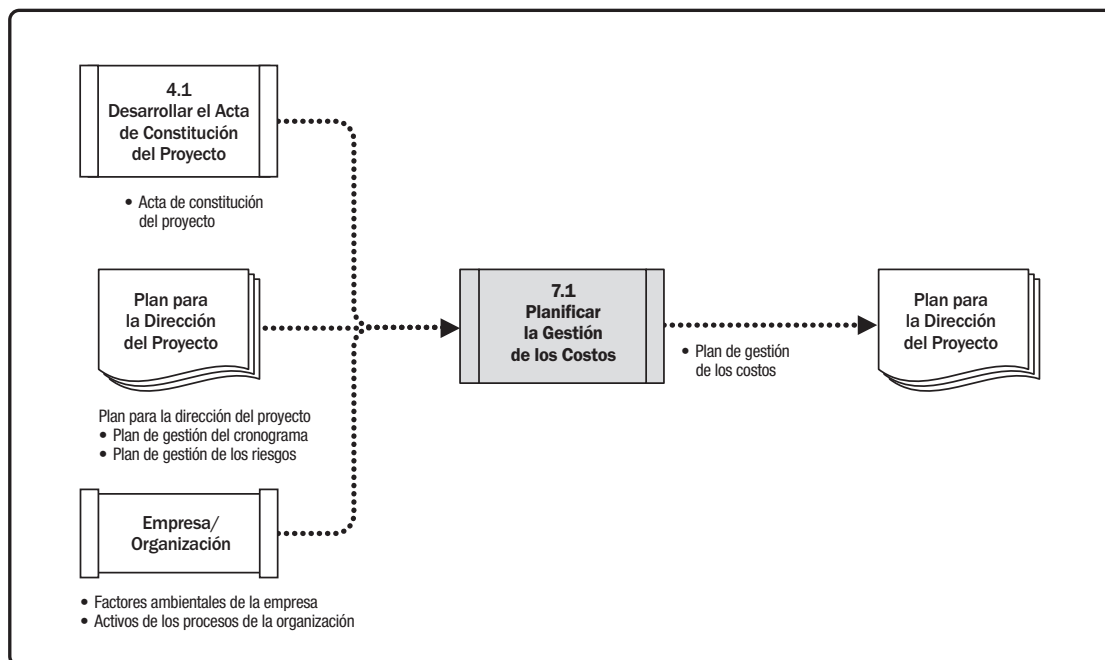 4.1
Desarrollar el Acta
de Constitución
del Proyecto
• Acta de constitución
del proyecto
Plan para
la Dirección
del Proyecto
Plan para la dirección del proyecto
• Plan de gestión del cronograma
• Plan de gestión de los riesgos
Empresa/
Organización
• Factores ambientales de la empresa
• Activos de los procesos de la organización
7.1
Planificar
la Gestión
de los Costos
• Plan de gestión
de los costos
Plan para
la Dirección
del Proyecto